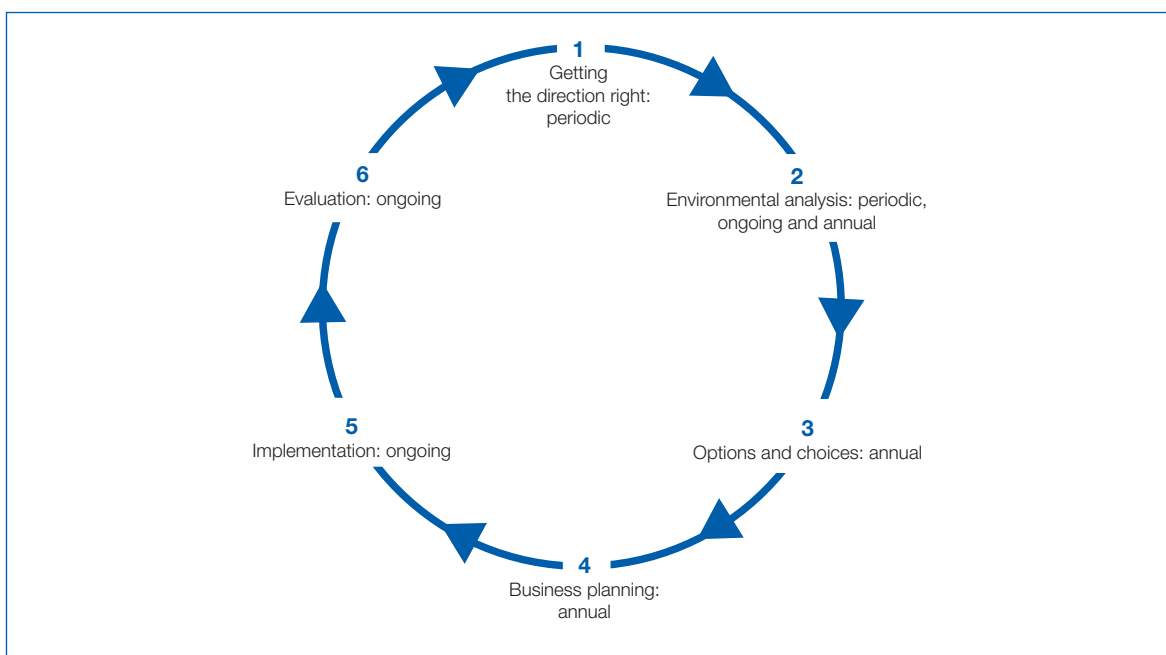 1
Getting
the direction right:
periodic
2
Environmental analysis: periodic,
ongoing and annual
3
Options and choices: annual
4
Business planning:
annual
5
Implementation: ongoing
6
Evaluation: ongoing